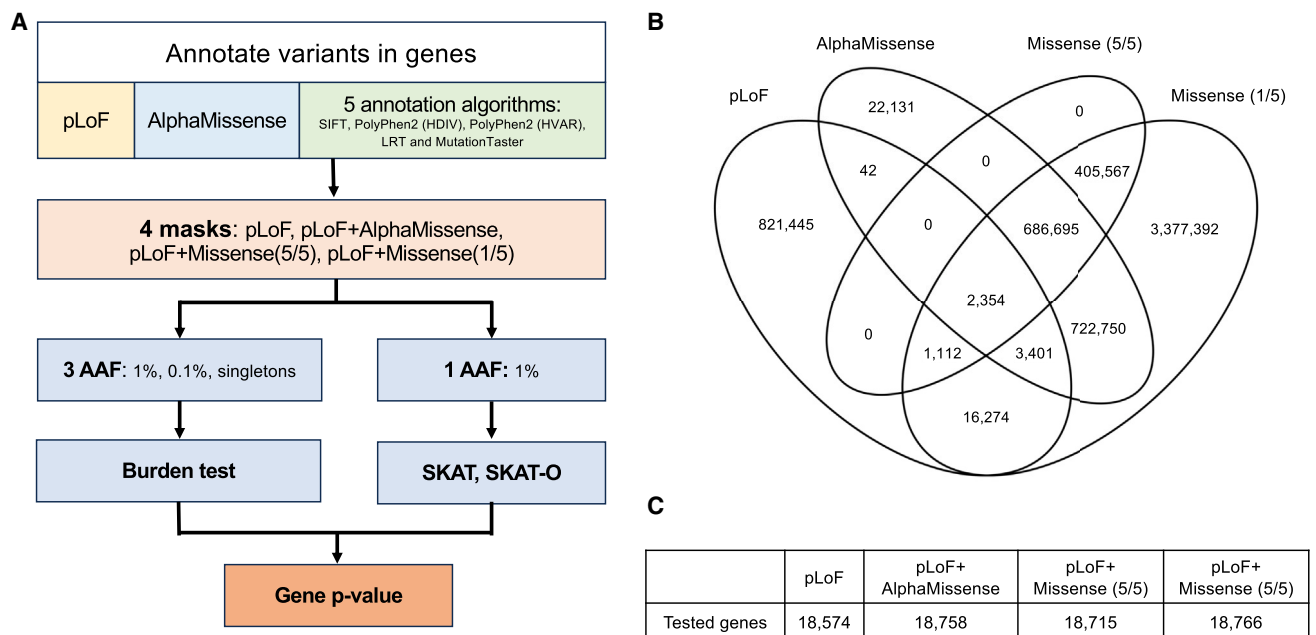 A
Annotate variants in genes
pLoF
AlphaMissense
5 annotation algorithms:
SIFT, PolyPhen2 (HDIV), PolyPhen2 (HVAR),
LRT and MutationTaster
4 masks: pLoF, pLoF+AlphaMissense,
pLoF+Missense(5/5), pLoF+Missense(1/5)
3 AAF: 1%, 0.1%, singletons
1 AAF: 1%
Burden test
SKAT, SKAT-O
Gene p-value
B
AlphaMissense
Missense (5/5)
pLoF
Missense (1/5)
22,131
0
42
0
405,567
821,445
0
686,695
3,377,392
2,354
0
1,112
3,401
722,750
16,274
C
pLoF
pLoF+
AlphaMissense
pLoF+
Missense (5/5)
pLoF+
Missense (5/5)
Tested genes
18,574
18,758
18,715
18,766